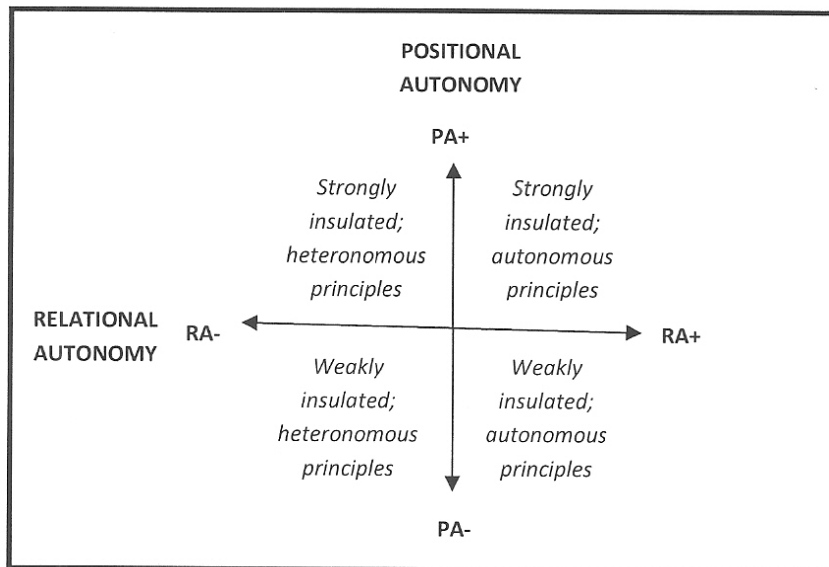 POSITIONAL
AUTONOMY
PA+
Strongly
insulated;
heteronomous
principles
Strongly
insulated;
autonomous
principles
RELATIONAL
AUTONOMY
RA-
RA+
Weakly
insulated;
heteronomous
principles
Weakly
insulated;
autonomous
principles
PA-